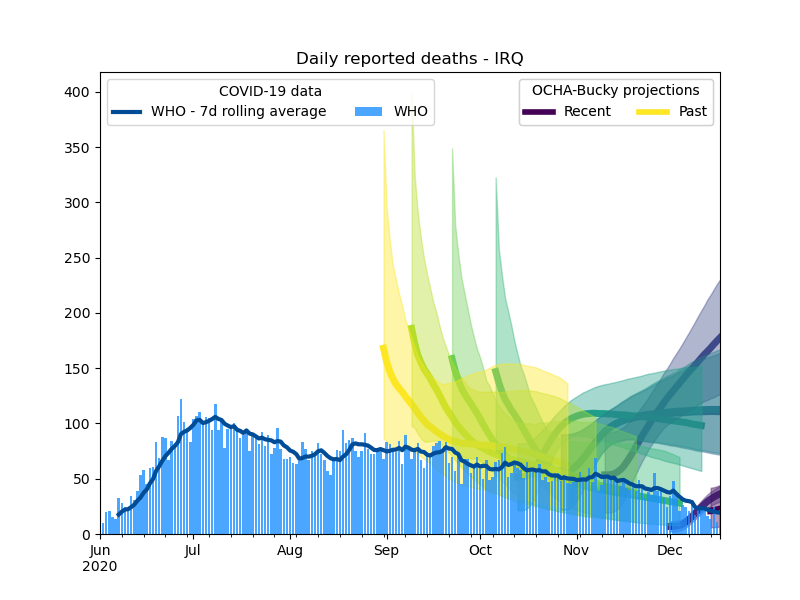 Daily reported deaths - IRQ
COVID-19 data
WHO - 7d rolling average WHO
OCHA-Bucky projections
Recent Past
400
350
300
250
200
150
100
50
0
Jun Jul Aug Sep Oct Nov Dec
2020